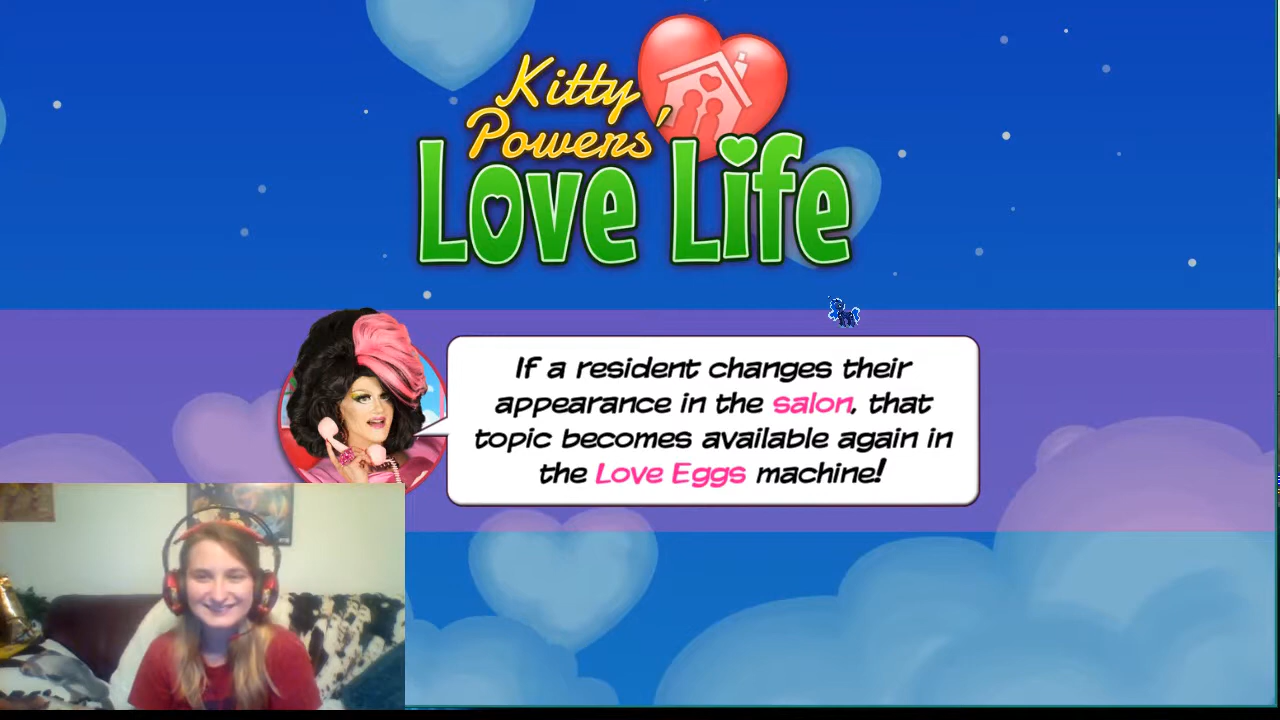 Kitty
Powers'
Love Life
If a resident changes their
appearance in the salon, that
topic becomes available again in
the Love Eggs machine!